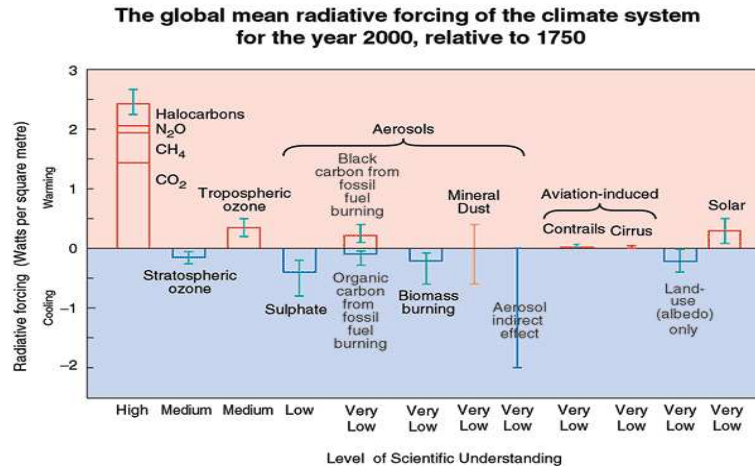 The global mean radiative forcing of the climate system
for the year 2000, relative to 1750
Radiative forcing (Watts per square metre)
Warming
Cooling
3
2
1
0
−1
−2
Halocarbons
N₂O
CH₄
CO₂
Stratospheric
ozone
Tropospheric
ozone
Aerosols
Sulphate
Black
carbon from
fossil
fuel
burning
Organic
carbon
from
fossil
fuel
burning
Biomass
burning
Mineral
Dust
Aerosol
indirect
effect
Aviation-induced
Contrails Cirrus
Land-
use
(albedo)
only
Solar
High Medium Medium Low Very Very Very Very Very Very Very Very
Low Low Low Low Low Low Low Low
Level of Scientific Understanding